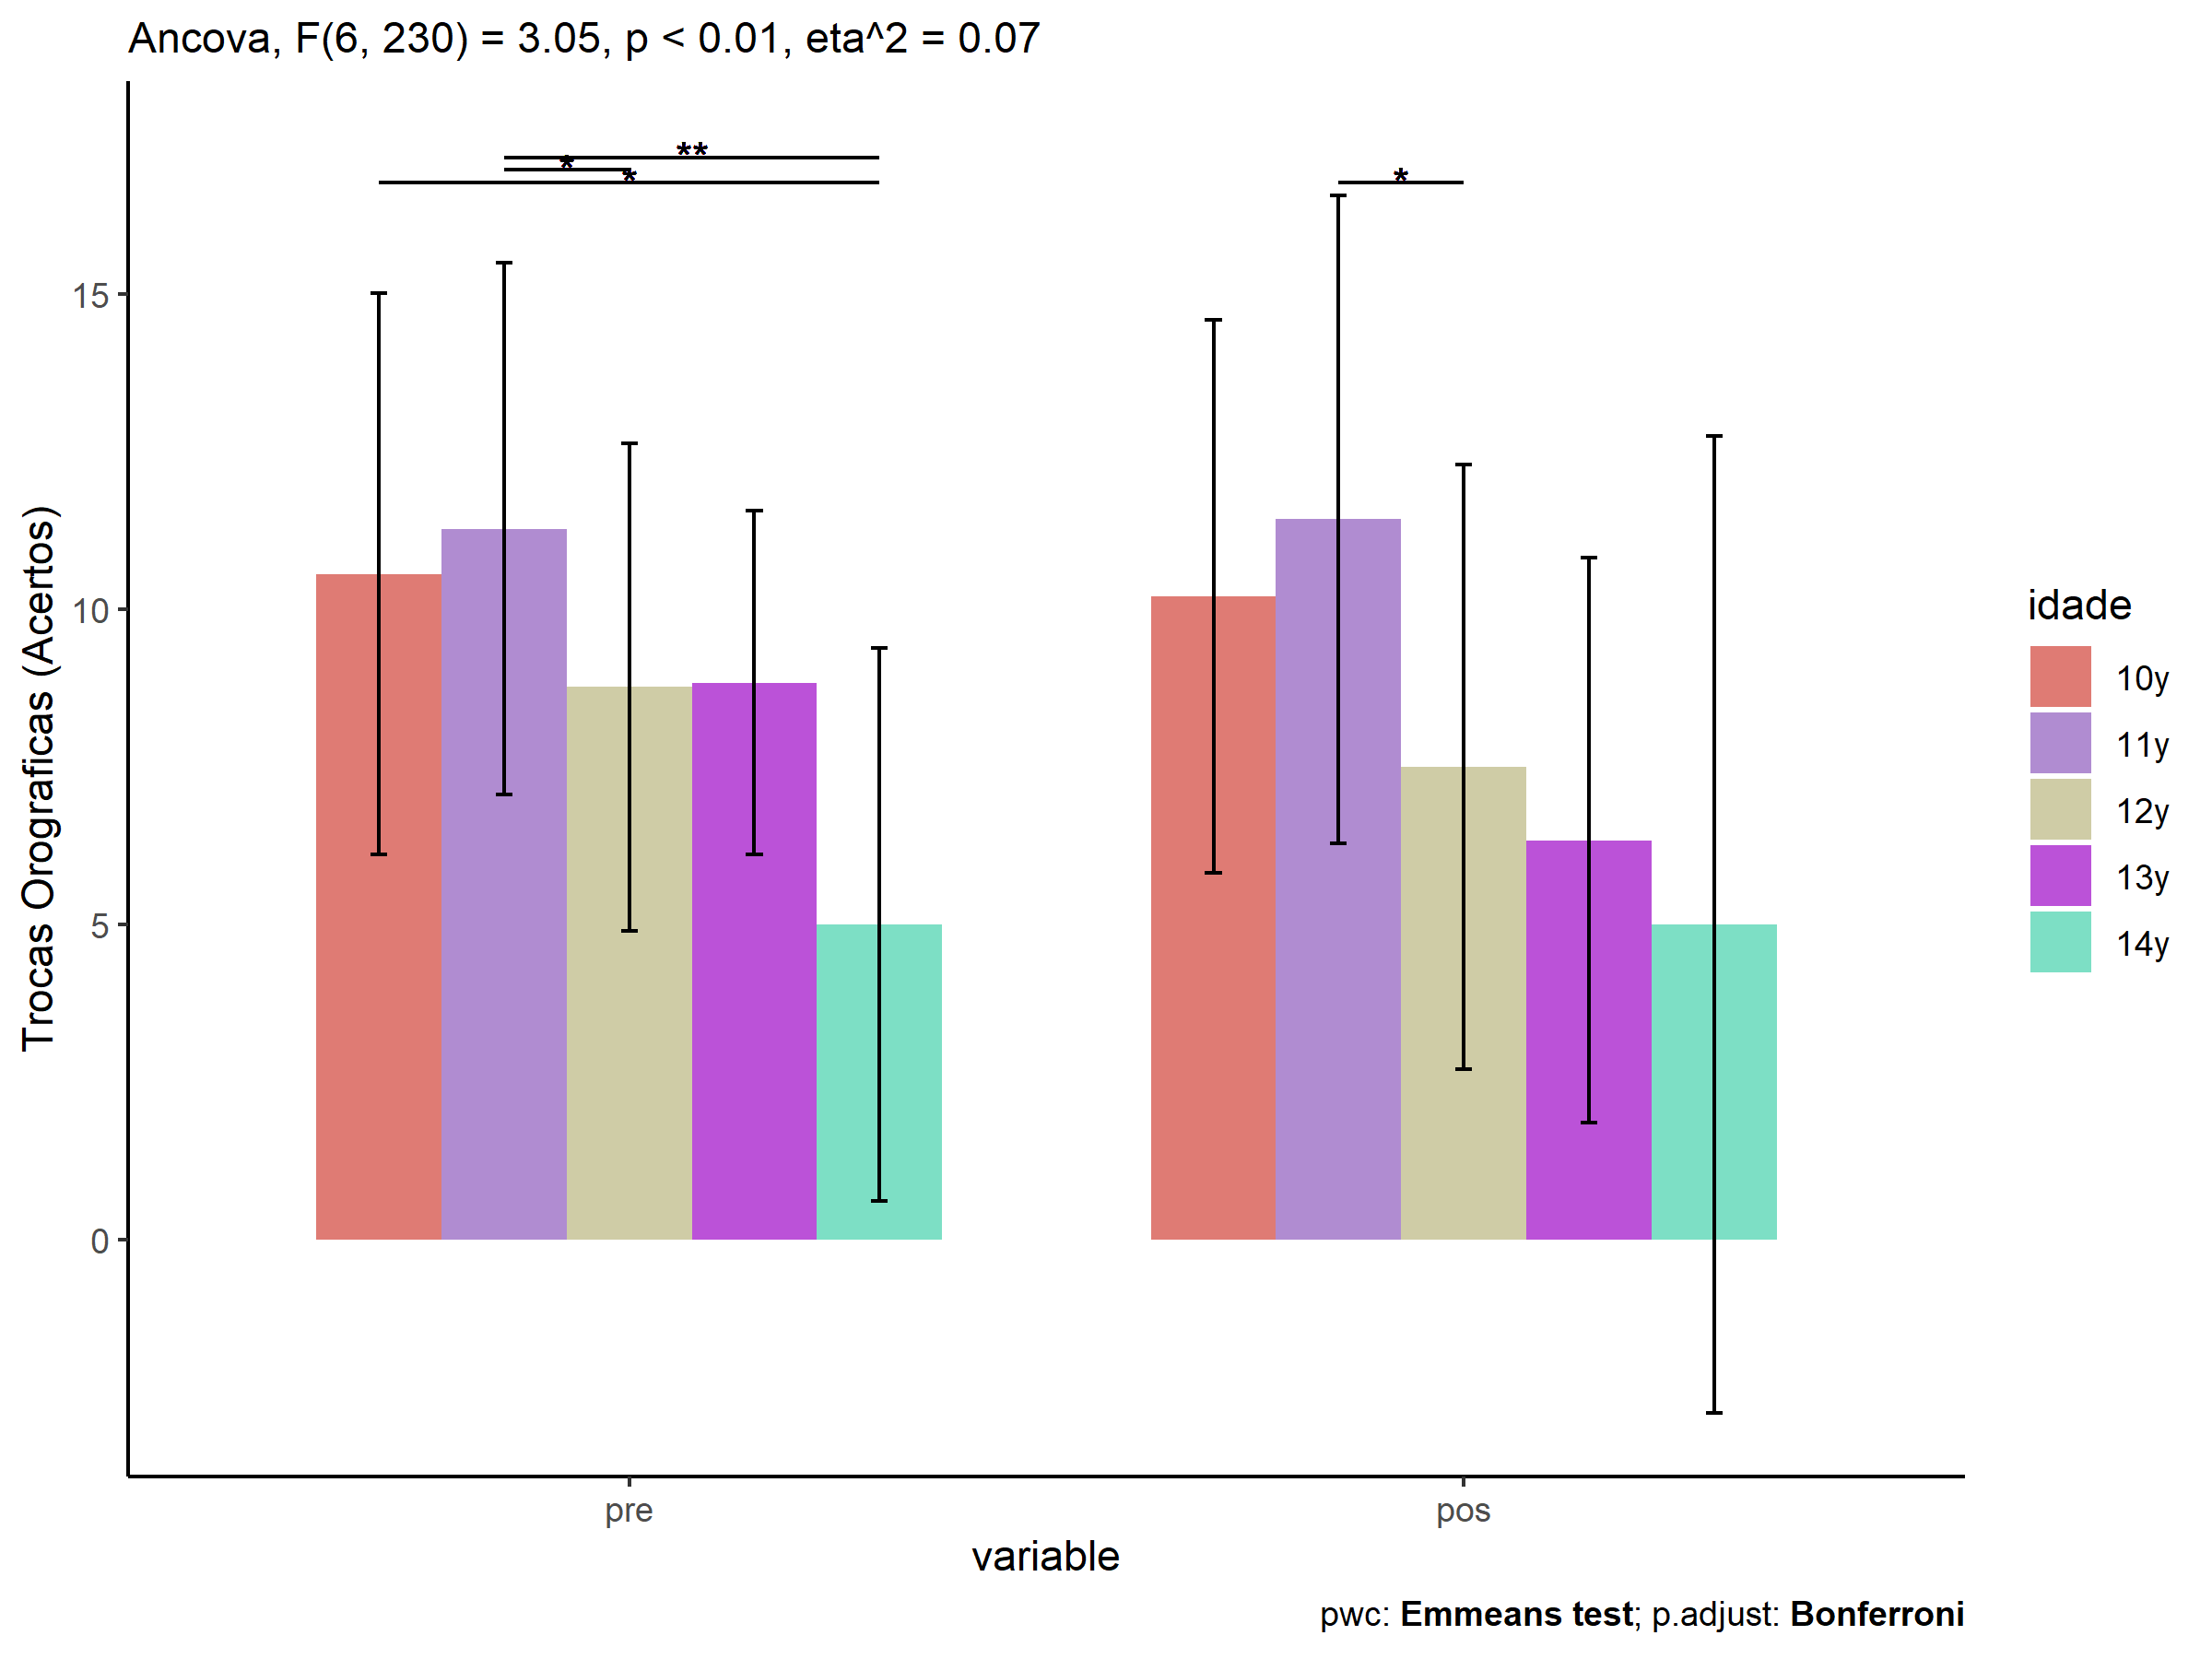 Ancova, F(6, 230) = 3.05, p < 0.01, eta^2 = 0.07
**
*
*
*
15
10
5
0
Trocas Orograficas (Acertos)
pre
pos
variable
idade
10y
11y
12y
13y
14y
pwc: Emmeans test; p.adjust: Bonferroni